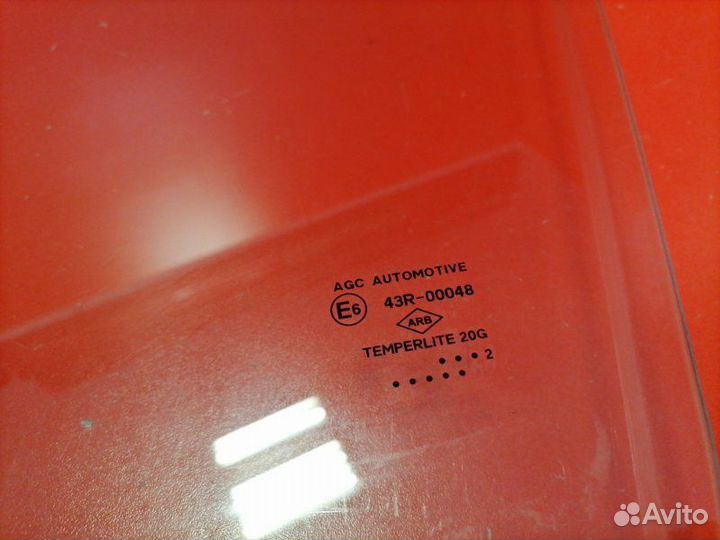 AGC AUTOMOTIVE
E6 43R-00048
ARB
TEMPERLITE 20G
• • • 2
• • • • •
Avito